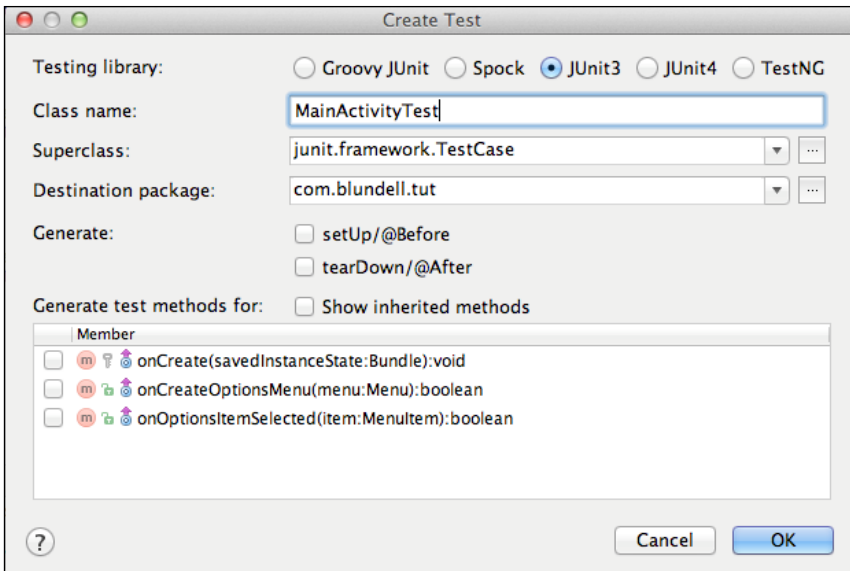 Create Test
Testing library: Groovy JUnit Spock JUnit3 JUnit4 TestNG
Class name: MainActivityTest
Superclass: junit.framework.TestCase ...
Destination package: com.blundell.tut ...
Generate: setUp/@Before
tearDown/@After
Generate test methods for: Show inherited methods
Member
m onCreate(savedInstanceState:Bundle):void
m onCreateOptionsMenu(menu:Menu):boolean
m onOptionsItemSelected(item:MenuItem):boolean
? Cancel OK